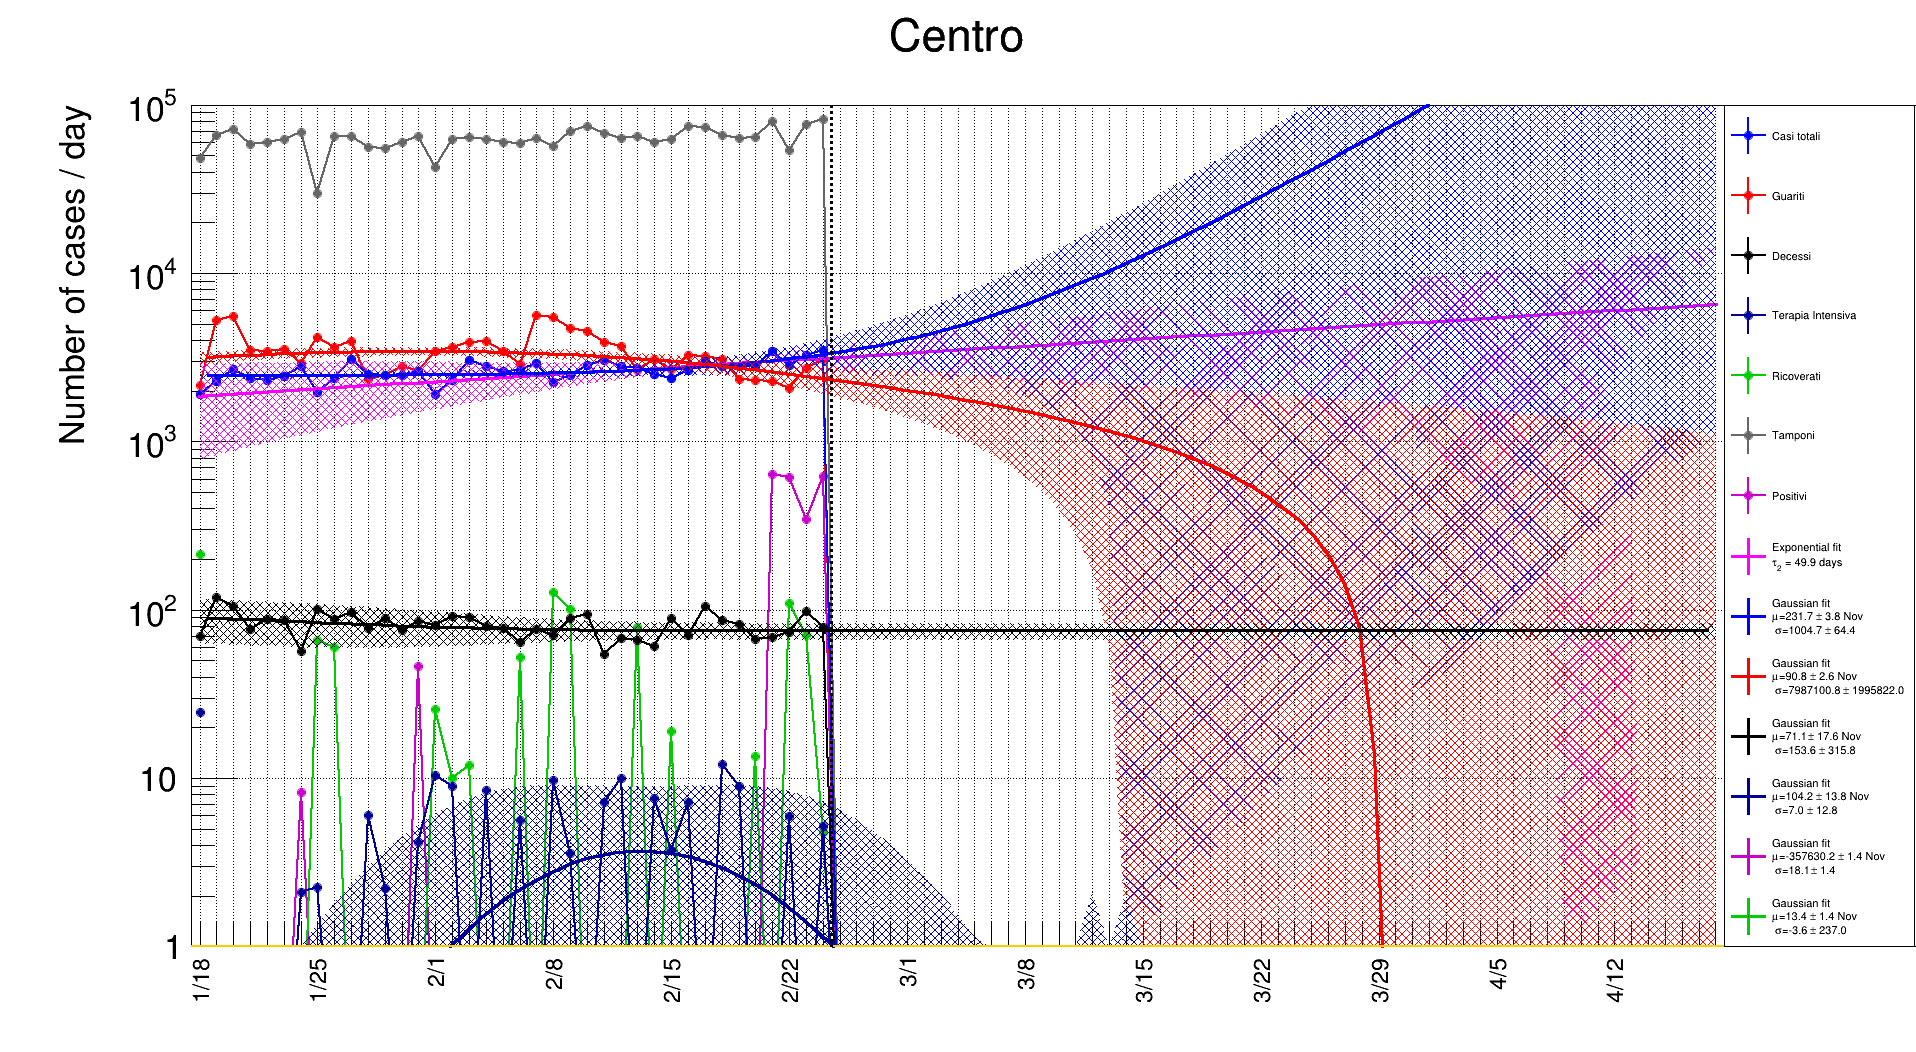 Centro
Number of cases / day
10^5
10^4
10^3
10^2
10
1
1/18
1/25
2/1
2/8
2/15
2/22
3/1
3/8
3/15
3/22
3/29
4/5
4/12
Casi totali
Guariti
Decessi
Terapia Intensiva
Ricoverati
Tamponi
Positivi
Exponential fit
τ_2 = 49.9 days
Gaussian fit
μ=231.7 ± 3.8 Nov
σ=1004.7 ± 64.4
Gaussian fit
μ=90.8 ± 2.6 Nov
σ=7987100.8 ± 1995822.0
Gaussian fit
μ=71.1 ± 17.6 Nov
σ=153.6 ± 315.8
Gaussian fit
μ=104.2 ± 13.8 Nov
σ=7.0 ± 12.8
Gaussian fit
μ=-357630.2 ± 1.4 Nov
σ=18.1 ± 1.4
Gaussian fit
μ=13.4 ± 1.4 Nov
σ=-3.6 ± 237.0